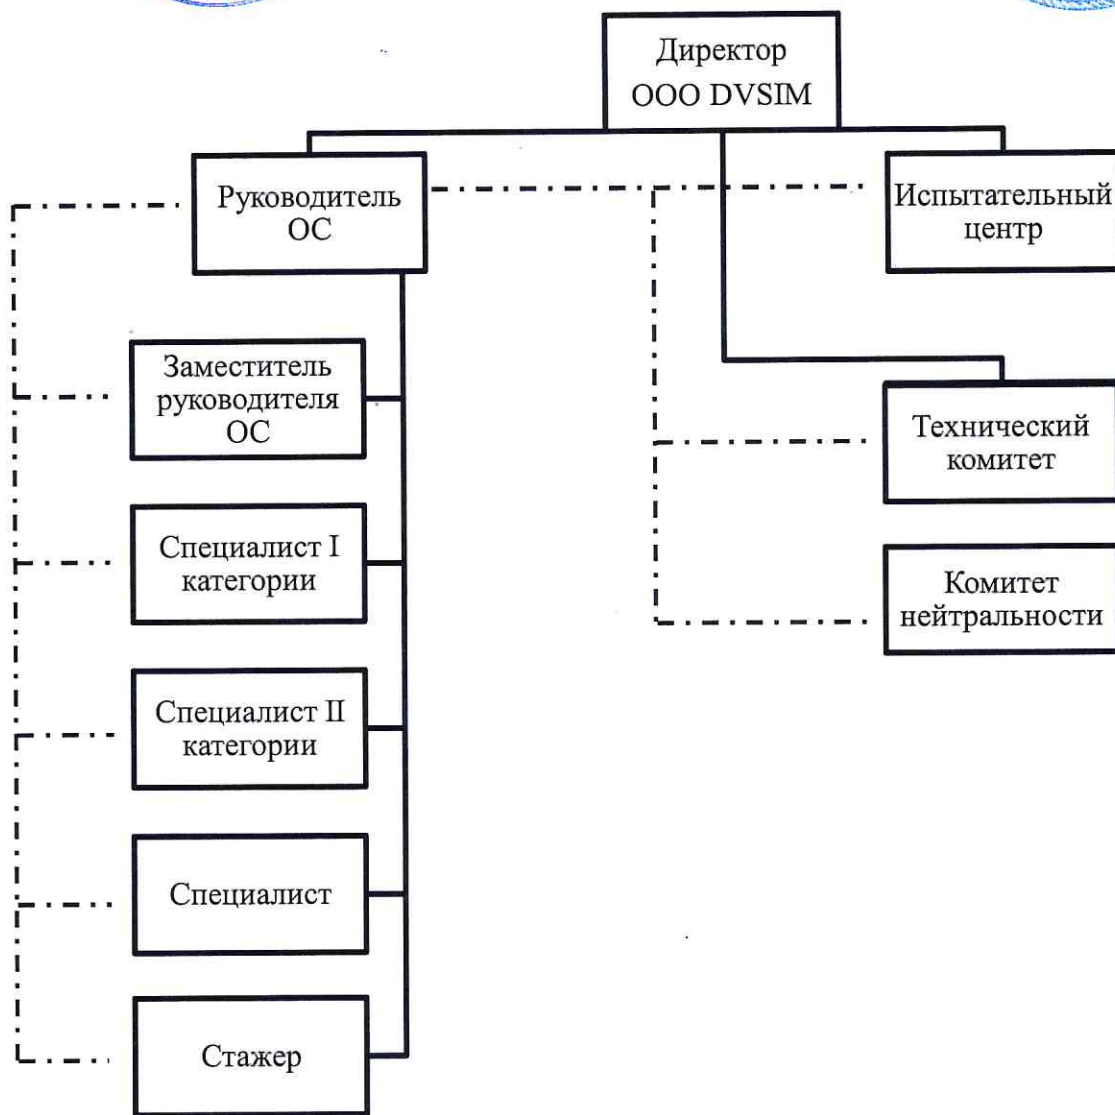 Директор
ООО DVSIM
Руководитель
ОС
Испытательный
центр
Заместитель
руководителя
ОС
Технический
комитет
Специалист I
категории
Комитет
нейтральности
Специалист II
категории
Специалист
Стажер